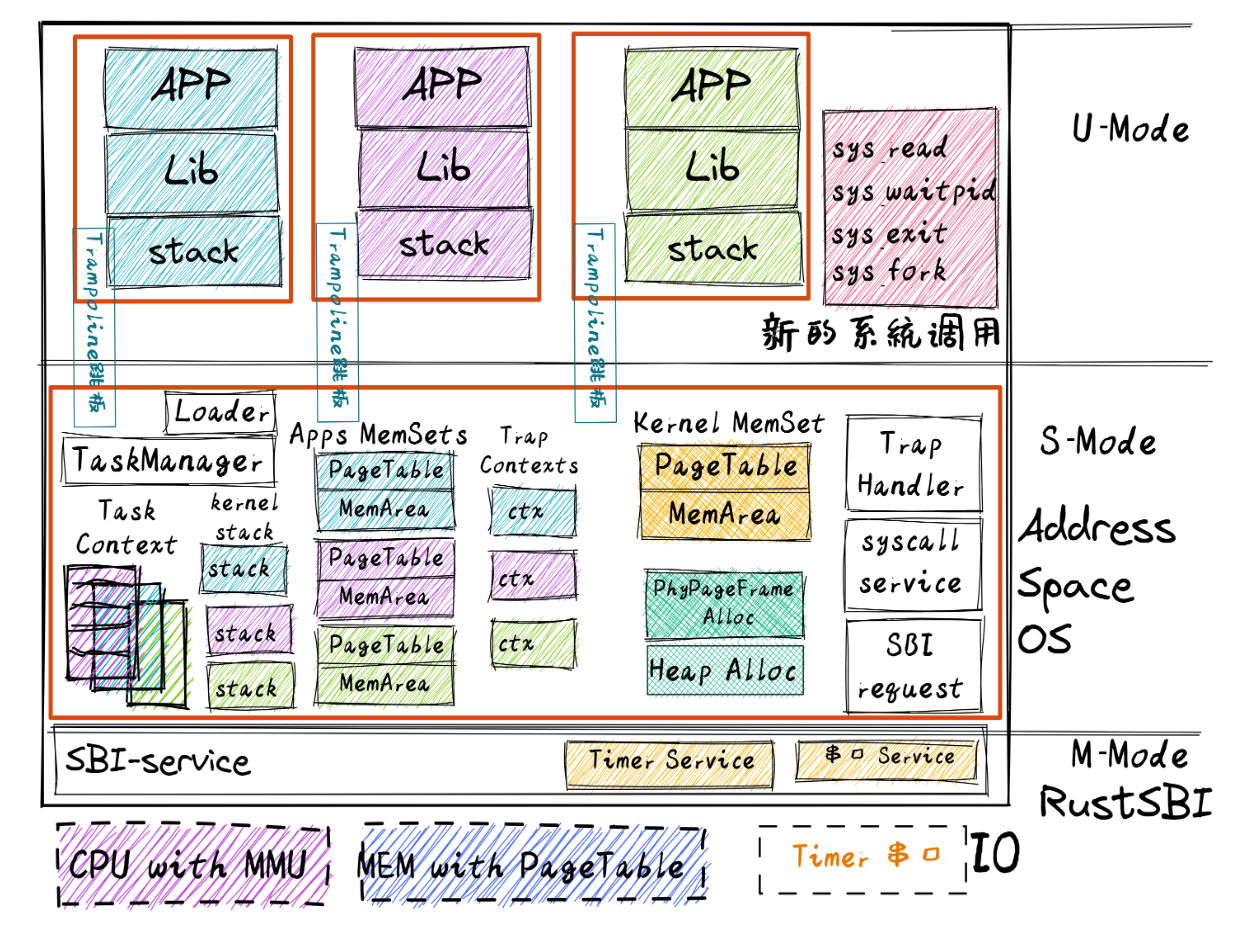 APP
Lib
stack
Trampoline跳板
APP
Lib
stack
Trampoline跳板
APP
Lib
stack
Trampoline跳板
sys_read
sys_waitpid
sys_exit
sys_fork
新的系統调用
U-Mode
Loader
TaskManager
Task
Context
kernel
stack
stack
stack
stack
Apps MemSets
PageTable
MemArea
PageTable
MemArea
PageTable
MemArea
Trap
Contexts
ctx
ctx
ctx
Kernel MemSet
PageTable
MemArea
PhyPageFrame
Alloc
Heap Alloc
Trap
Handler
syscall
service
SBI
request
S-Mode
Address
Space
OS
SBI-service
Timer Service
串口 Service
M-Mode
RustSBI
CPU with MMU
MEM with PageTable
Timer 串口
IO